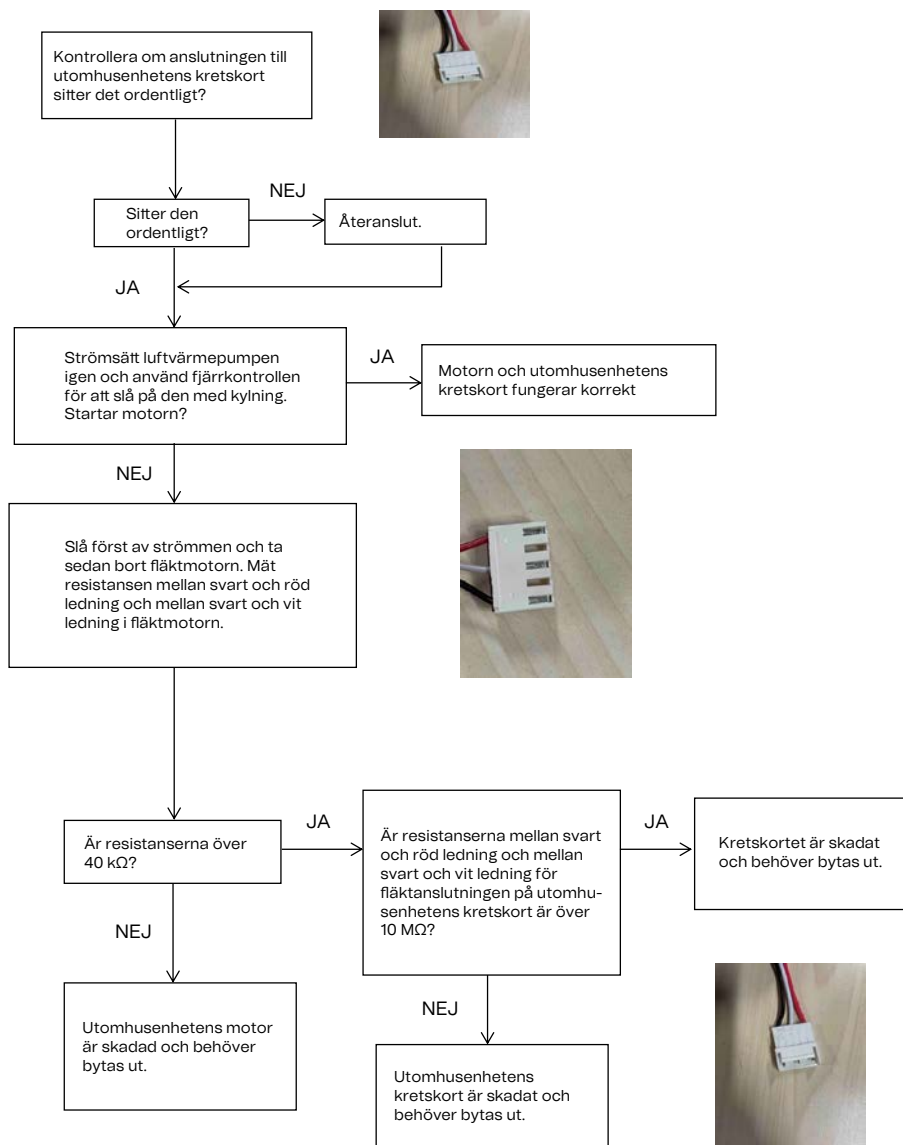 Kontrollera om anslutningen till
utomhusenhetens kretskort
sitter det ordentligt?
NEJ
Sitter den
ordentligt?
Återanslut.
JA
Strömsätt luftvärmepumpen
igen och använd fjärrkontrollen
för att slå på den med kylning.
Startar motorn?
JA
Motorn och utomhusenhetens
kretskort fungerar korrekt
NEJ
Slå först av strömmen och ta
sedan bort fläktmotorn. Mät
resistansen mellan svart och röd
ledning och mellan svart och vit
ledning i fläktmotorn.
Är resistanserna över
40 kΩ?
JA
Är resistanserna mellan svart
och röd ledning och mellan
svart och vit ledning för
fläktanslutningen på utomhu-
senhetens kretskort är över
10 MΩ?
JA
Kretskortet är skadat
och behöver bytas ut.
NEJ
Utomhusenhetens motor
är skadad och behöver
bytas ut.
NEJ
Utomhusenhetens
kretskort är skadat och
behöver bytas ut.